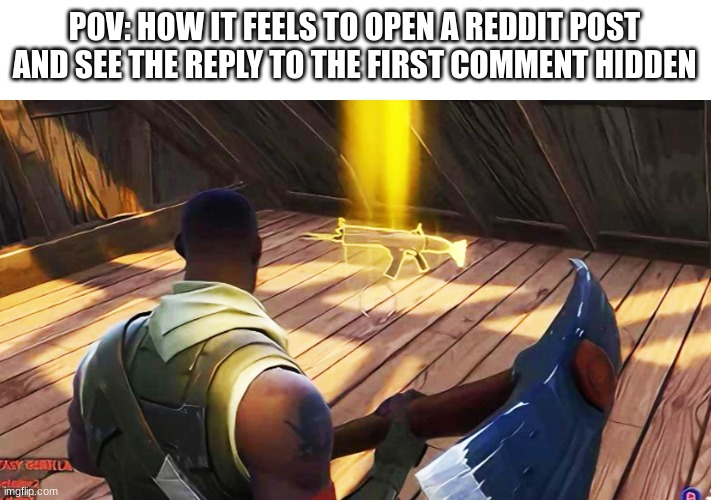 POV: HOW IT FEELS TO OPEN A REDDIT POST
AND SEE THE REPLY TO THE FIRST COMMENT HIDDEN
imgflip.com